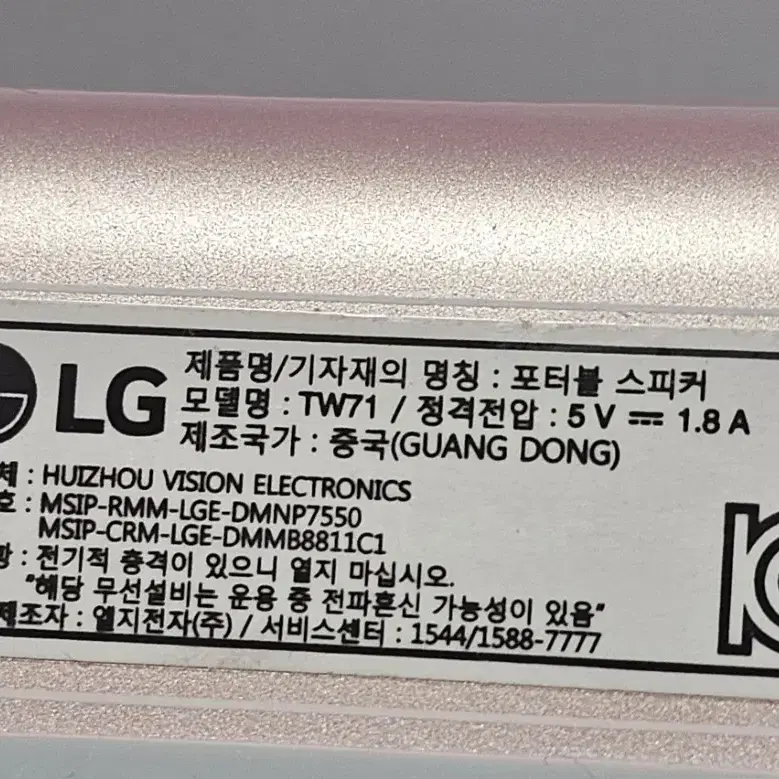 LG
제품명/기자재의 명칭 : 포터블 스피커
모델명 : TW71 / 정격전압 : 5 V ⎓ 1.8 A
제조국가 : 중국(GUANG DONG)
체 : HUIZHOU VISION ELECTRONICS
호 : MSIP-RMM-LGE-DMNP7550
MSIP-CRM-LGE-DMMB8811C1
황 : 전기적 충격이 있으니 열지 마십시오.
"해당 무선설비는 운용 중 전파혼신 가능성이 있음"
제조자 : 엘지전자(주) / 서비스센터 : 1544/1588-7777